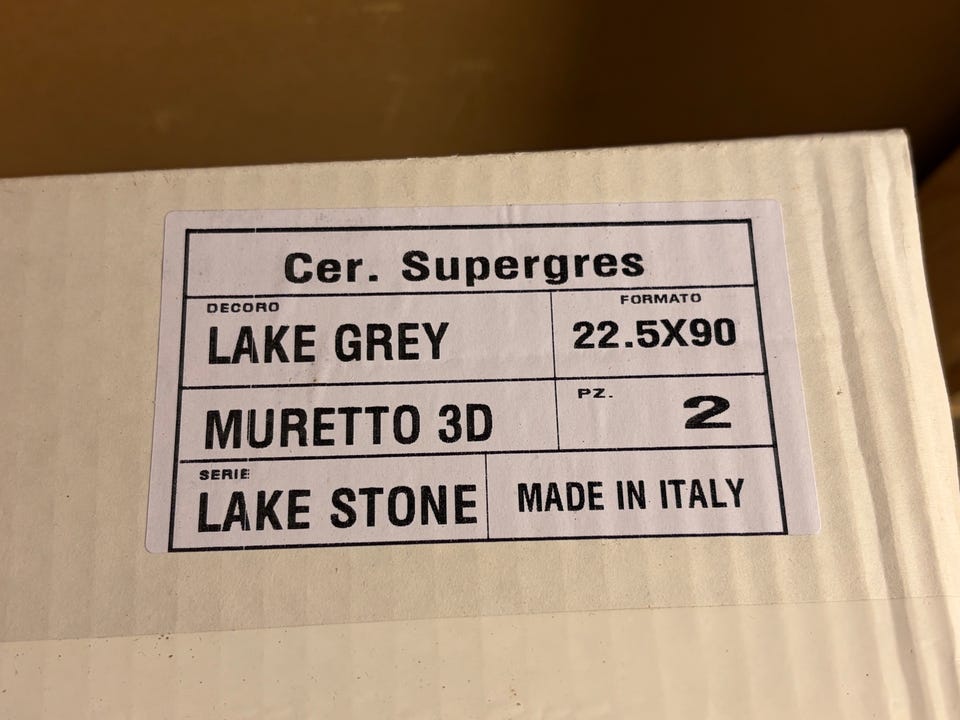 Cer. Supergres
DECORO
LAKE GREY
FORMATO
22.5X90
MURETTO 3D
PZ.
2
SERIE
LAKE STONE
MADE IN ITALY